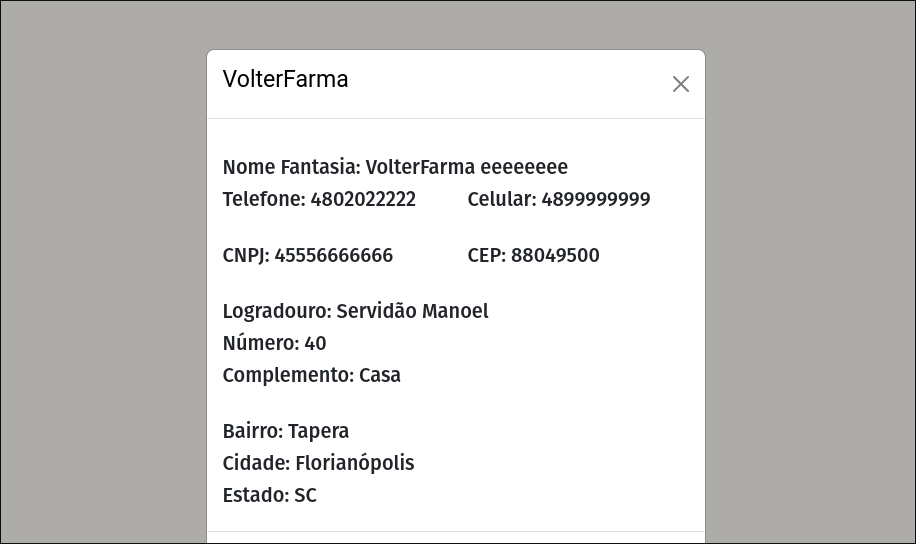 VolterFarma
Nome Fantasia: VolterFarma eeeeeeee
Telefone: 4802022222 Celular: 4899999999
CNPJ: 45556666666 CEP: 88049500
Logradouro: Servidão Manoel
Número: 40
Complemento: Casa
Bairro: Tapera
Cidade: Florianópolis
Estado: SC